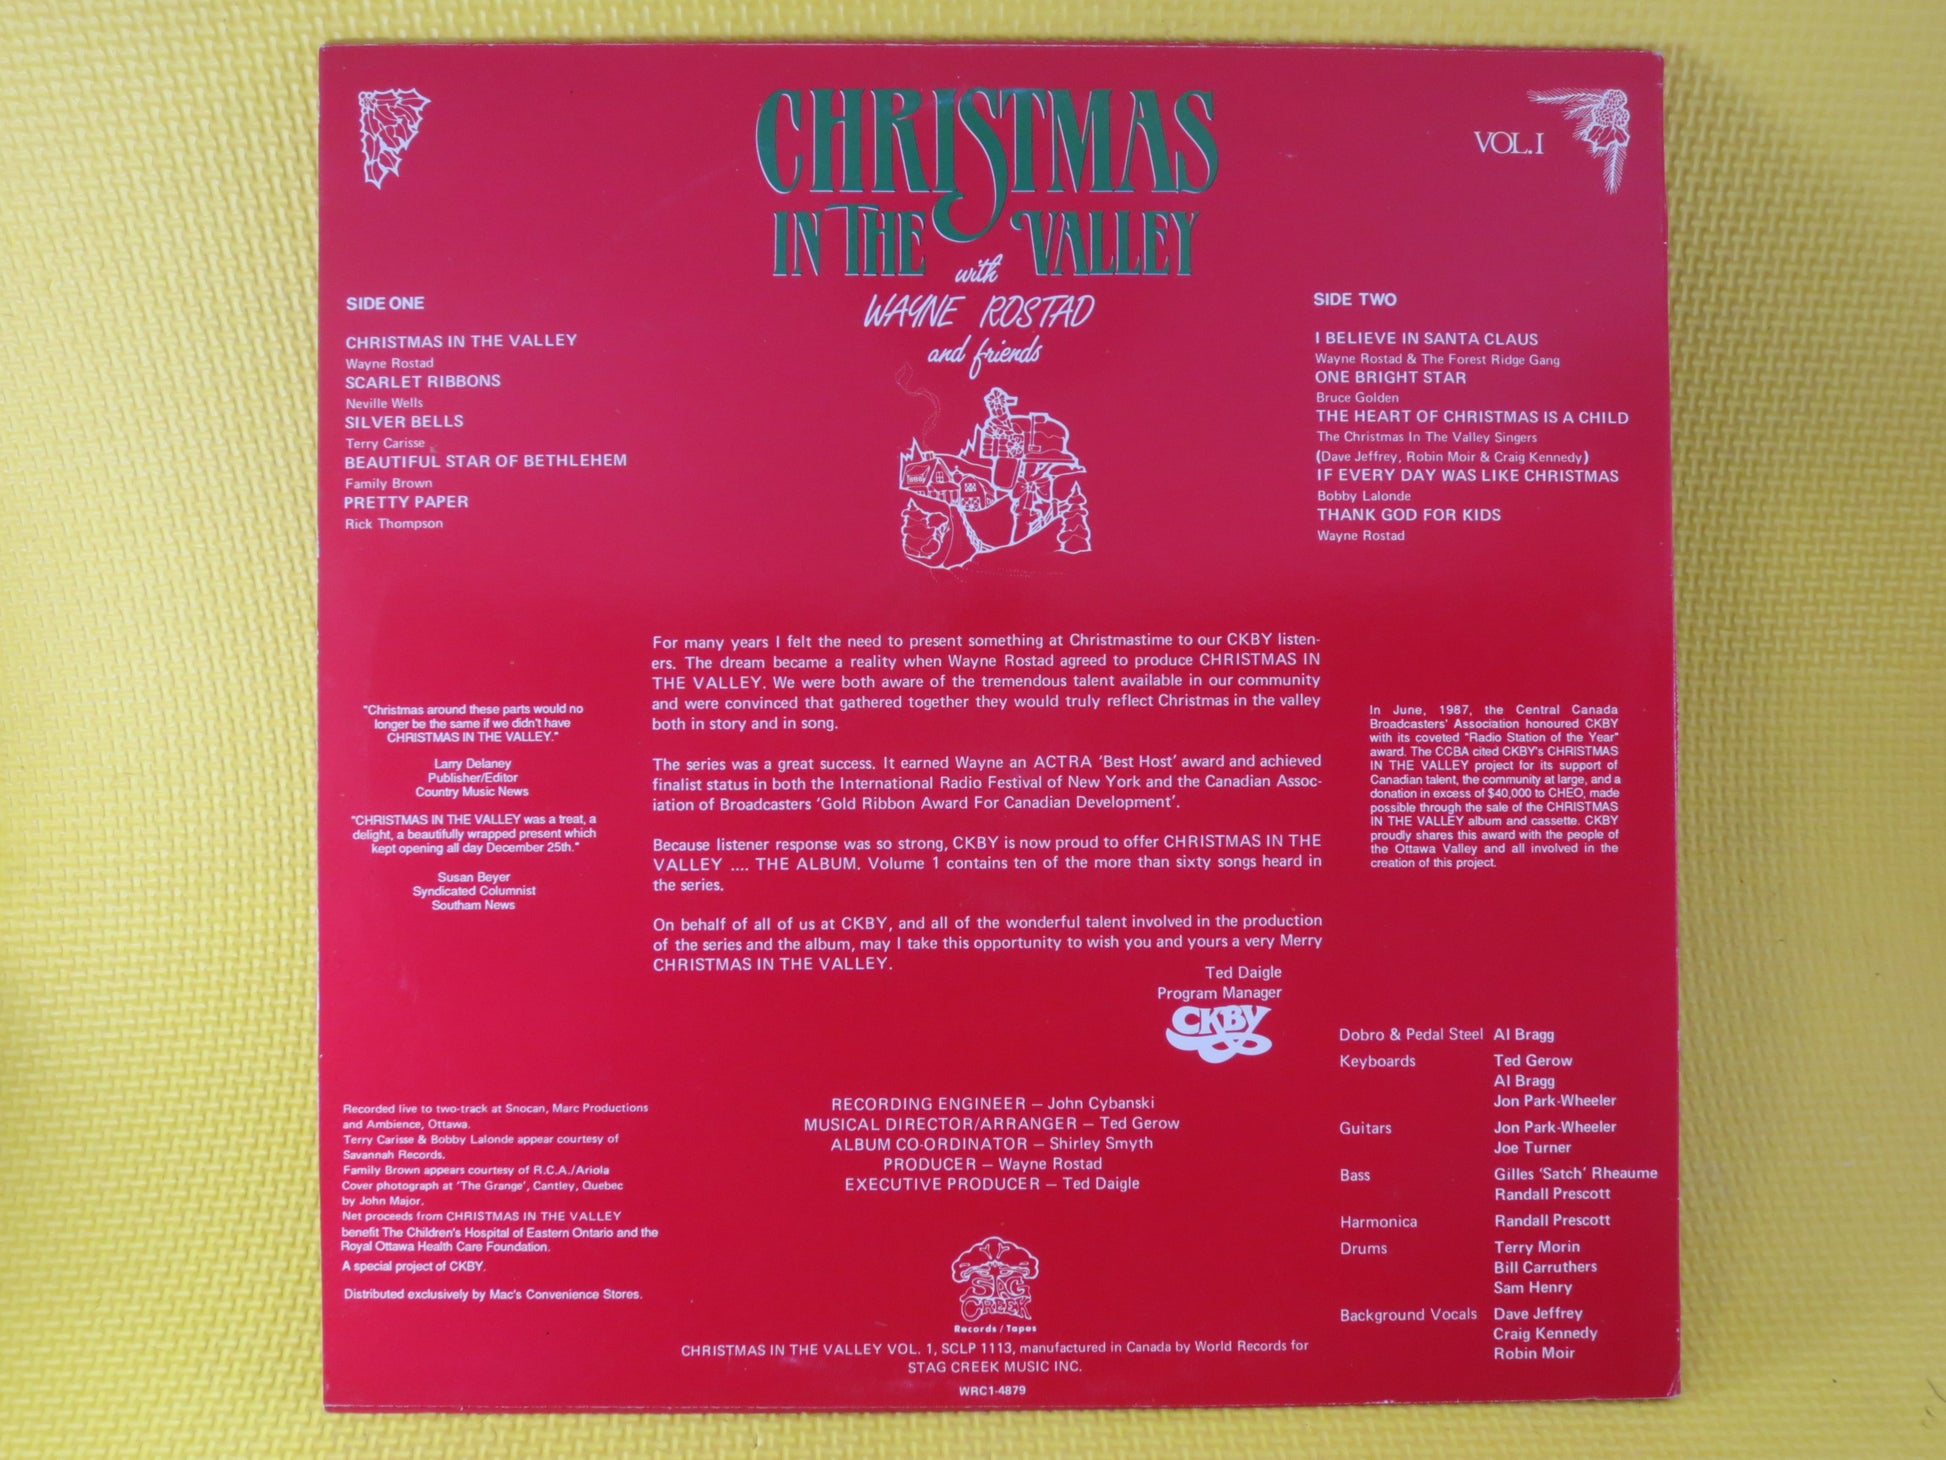 CHRISTMAS
IN THE VALLEY
with
WAYNE ROSTAD
and friends
VOL.I
SIDE ONE
CHRISTMAS IN THE VALLEY
Wayne Rostad
SCARLET RIBBONS
Neville Wells
SILVER BELLS
Terry Carisse
BEAUTIFUL STAR OF BETHLEHEM
Family Brown
PRETTY PAPER
Rick Thompson
SIDE TWO
I BELIEVE IN SANTA CLAUS
Wayne Rostad & The Forest Ridge Gang
ONE BRIGHT STAR
Bruce Golden
THE HEART OF CHRISTMAS IS A CHILD
The Christmas In The Valley Singers
(Dave Jeffrey, Robin Moir & Craig Kennedy)
IF EVERY DAY WAS LIKE CHRISTMAS
Bobby Lalonde
THANK GOD FOR KIDS
Wayne Rostad
For many years I felt the need to present something at Christmastime to our CKBY listen-
ers. The dream became a reality when Wayne Rostad agreed to produce CHRISTMAS IN
THE VALLEY. We were both aware of the tremendous talent available in our community
and were convinced that gathered together they would truly reflect Christmas in the valley
both in story and in song.
The series was a great success. It earned Wayne an ACTRA 'Best Host' award and achieved
finalist status in both the International Radio Festival of New York and the Canadian Assoc-
iation of Broadcasters 'Gold Ribbon Award For Canadian Development'.
Because listener response was so strong, CKBY is now proud to offer CHRISTMAS IN THE
VALLEY .... THE ALBUM. Volume 1 contains ten of the more than sixty songs heard in
the series.
On behalf of all of us at CKBY, and all of the wonderful talent involved in the production
of the series and the album, may I take this opportunity to wish you and yours a very Merry
CHRISTMAS IN THE VALLEY.
Ted Daigle
Program Manager
CKBY
"Christmas around these parts would no
longer be the same if we didn't have
CHRISTMAS IN THE VALLEY."
Larry Delaney
Publisher/Editor
Country Music News
"CHRISTMAS IN THE VALLEY was a treat, a
delight, a beautifully wrapped present which
kept opening all day December 25th."
Susan Beyer
Syndicated Columnist
Southam News
In June, 1987, the Central Canada
Broadcasters' Association honoured CKBY
with its coveted "Radio Station of the Year"
award. The CCBA cited CKBY's CHRISTMAS
IN THE VALLEY project for its support of
Canadian talent, the community at large, and a
donation in excess of $40,000 to CHEO, made
possible through the sale of the CHRISTMAS
IN THE VALLEY album and cassette. CKBY
proudly shares this award with the people of
the Ottawa Valley and all involved in the
creation of this project.
Recorded live to two-track at Snocan, Marc Productions
and Ambience, Ottawa.
Terry Carisse & Bobby Lalonde appear courtesy of
Savannah Records.
Family Brown appears courtesy of R.C.A./Ariola
Cover photograph at 'The Grange', Cantley, Quebec
by John Major.
Net proceeds from CHRISTMAS IN THE VALLEY
benefit The Children's Hospital of Eastern Ontario and the
Royal Ottawa Health Care Foundation.
A special project of CKBY.
Distributed exclusively by Mac's Convenience Stores.
RECORDING ENGINEER – John Cybanski
MUSICAL DIRECTOR/ARRANGER – Ted Gerow
ALBUM CO-ORDINATOR – Shirley Smyth
PRODUCER – Wayne Rostad
EXECUTIVE PRODUCER – Ted Daigle
Dobro & Pedal Steel Al Bragg
Keyboards Ted Gerow
Al Bragg
Jon Park-Wheeler
Guitars Jon Park-Wheeler
Joe Turner
Bass Gilles 'Satch' Rheaume
Randall Prescott
Harmonica Randall Prescott
Drums Terry Morin
Bill Carruthers
Sam Henry
Background Vocals Dave Jeffrey
Craig Kennedy
Robin Moir
STAG
CREEK
Records / Tapes
CHRISTMAS IN THE VALLEY VOL. 1, SCLP 1113, manufactured in Canada by World Records for
STAG CREEK MUSIC INC.
WRC1-4879